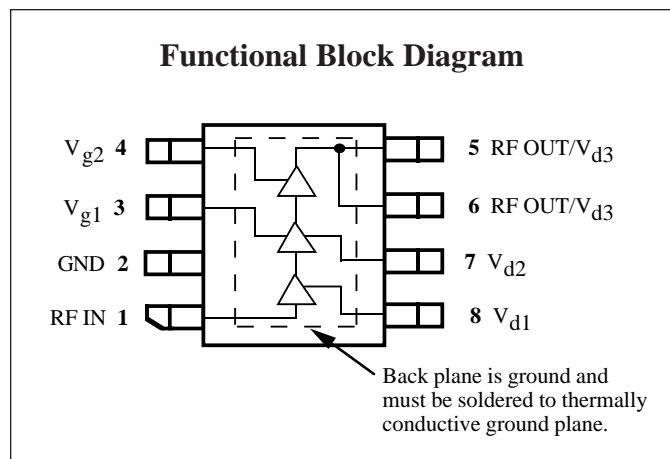 Functional Block Diagram
Vg2 4
5 RF OUT/Vd3
Vg1 3
6 RF OUT/Vd3
GND 2
7 Vd2
RF IN 1
8 Vd1
Back plane is ground and
must be soldered to thermally
conductive ground plane.